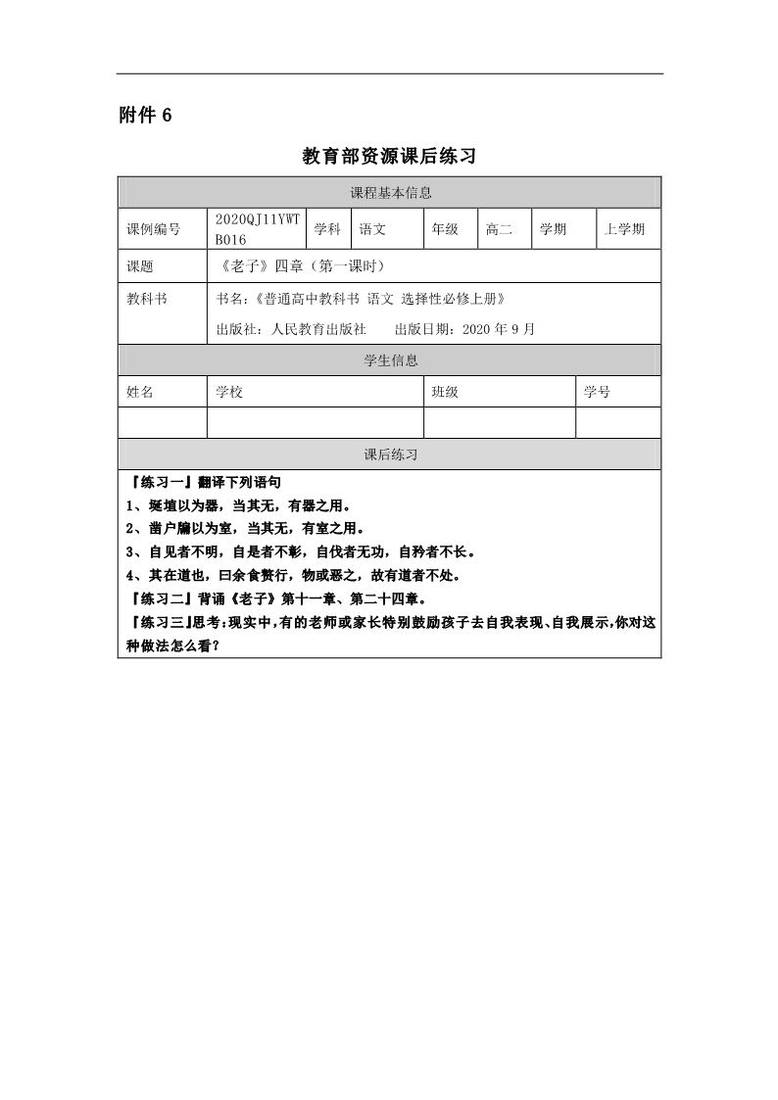 附件 6
教育部资源课后练习
课程基本信息
课例编号 2020QJ11YWTB016 学科 语文 年级 高二 学期 上学期
课题 《老子》四章（第一课时）
教科书 书名：《普通高中教科书 语文 选择性必修上册》
出版社：人民教育出版社 出版日期：2020 年 9 月
学生信息
姓名 学校 班级 学号
课后练习
『练习一』翻译下列语句
1、埏埴以为器，当其无，有器之用。
2、凿户牖以为室，当其无，有室之用。
3、自见者不明，自是者不彰，自伐者无功，自矜者不长。
4、其在道也，曰余食赘行，物或恶之，故有道者不处。
『练习二』背诵《老子》第十一章、第二十四章。
『练习三』思考：现实中，有的老师或家长特别鼓励孩子去自我表现、自我展示，你对这
种做法怎么看？